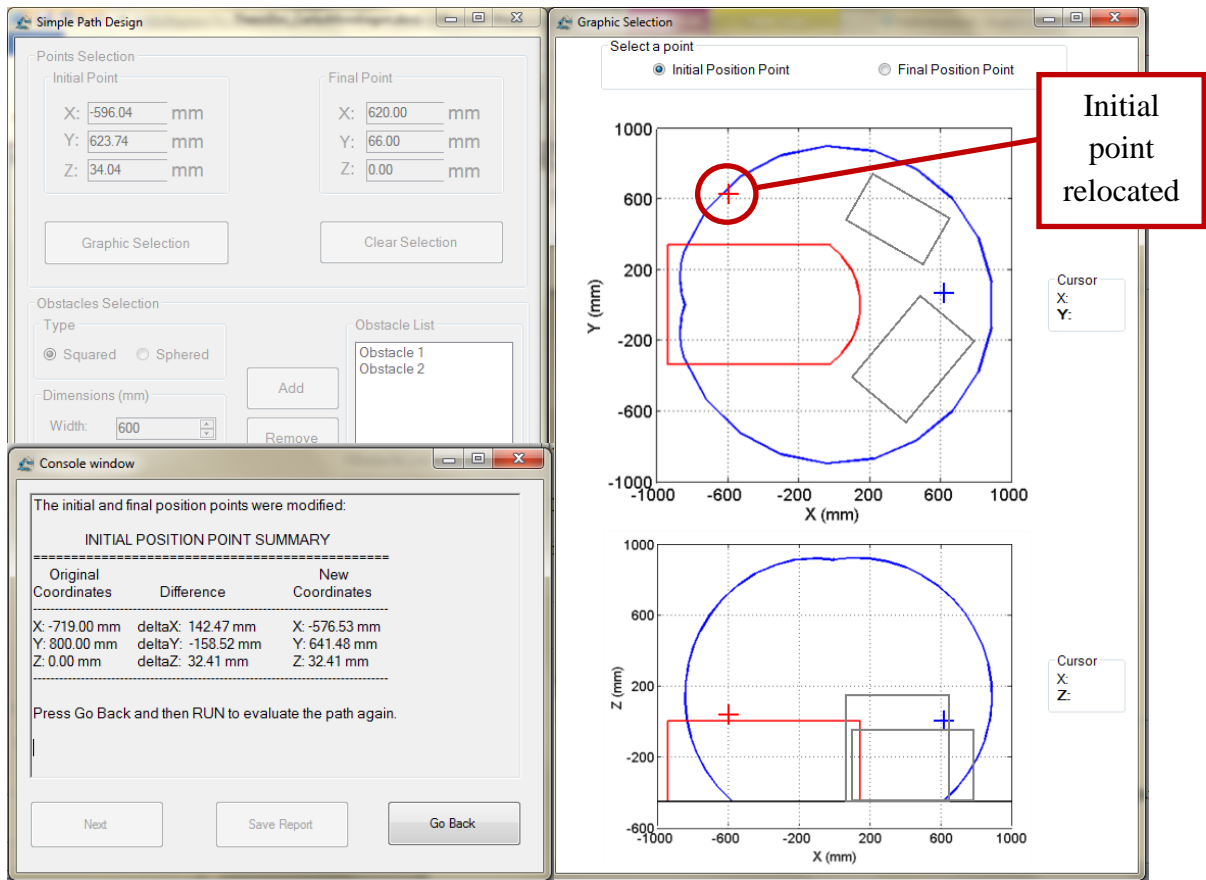 Simple Path Design
Points Selection
Initial Point
X: -596.04 mm
Y: 623.74 mm
Z: 34.04 mm
Final Point
X: 620.00 mm
Y: 66.00 mm
Z: 0.00 mm
Graphic Selection
Clear Selection
Obstacles Selection
Type
Squared
Sphered
Dimensions (mm)
Width: 600
Add
Remove
Obstacle List
Obstacle 1
Obstacle 2
Console window
The initial and final position points were modified:
INITIAL POSITION POINT SUMMARY
==================================================
Original Coordinates
Difference
New Coordinates
X: -719.00 mm deltaX: 142.47 mm X: -576.53 mm
Y: 800.00 mm deltaY: -158.52 mm Y: 641.48 mm
Z: 0.00 mm deltaZ: 32.41 mm Z: 32.41 mm
Press Go Back and then RUN to evaluate the path again.
Next
Save Report
Go Back
Graphic Selection
Select a point
Initial Position Point
Final Position Point
Initial
point
relocated
1000
600
200
-200
-600
-1000
Y (mm)
-1000 -600 -200 200 600 1000
X (mm)
Cursor
X:
Y:
1000
600
200
-200
-600
Z (mm)
-1000 -600 -200 200 600 1000
X (mm)
Cursor
X:
Z: